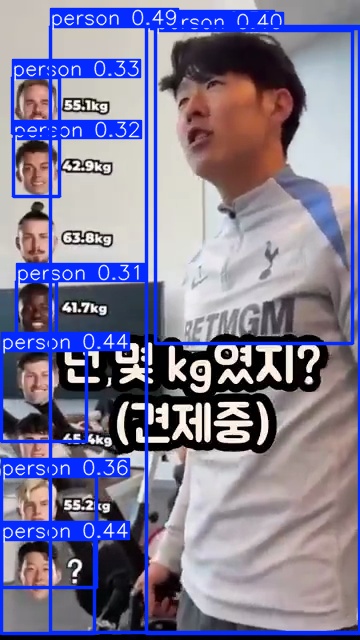 person 0.49
person 0.40
person 0.33
55.1kg
person 0.32
42.9kg
63.8kg
person 0.31
41.7kg
BETMGM
person 0.44
넌 몇 kg였지?
(견제중)
45.4kg
person 0.36
55.2kg
person 0.44
?